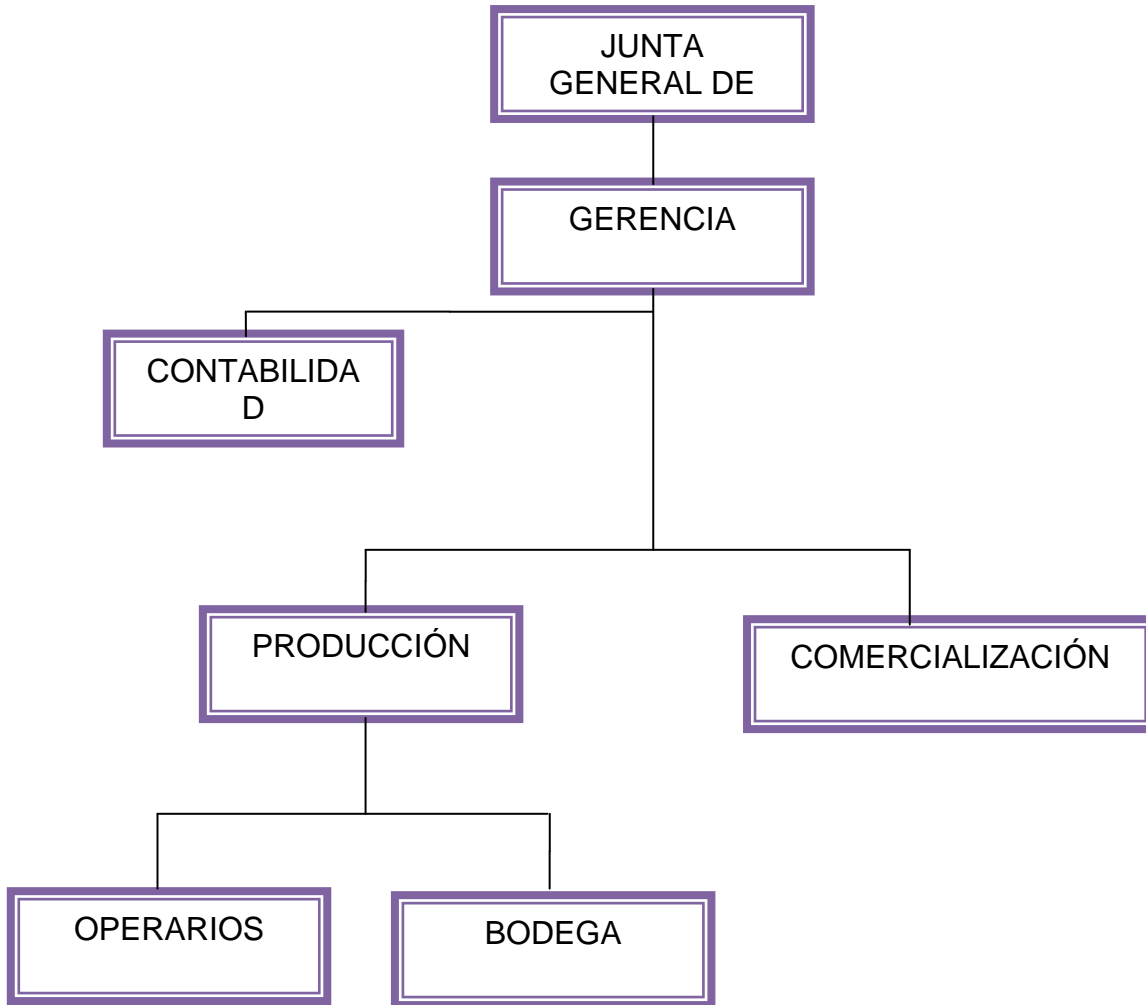 JUNTA
GENERAL DE
GERENCIA
CONTABILIDA
D
PRODUCCIÓN
COMERCIALIZACIÓN
OPERARIOS
BODEGA